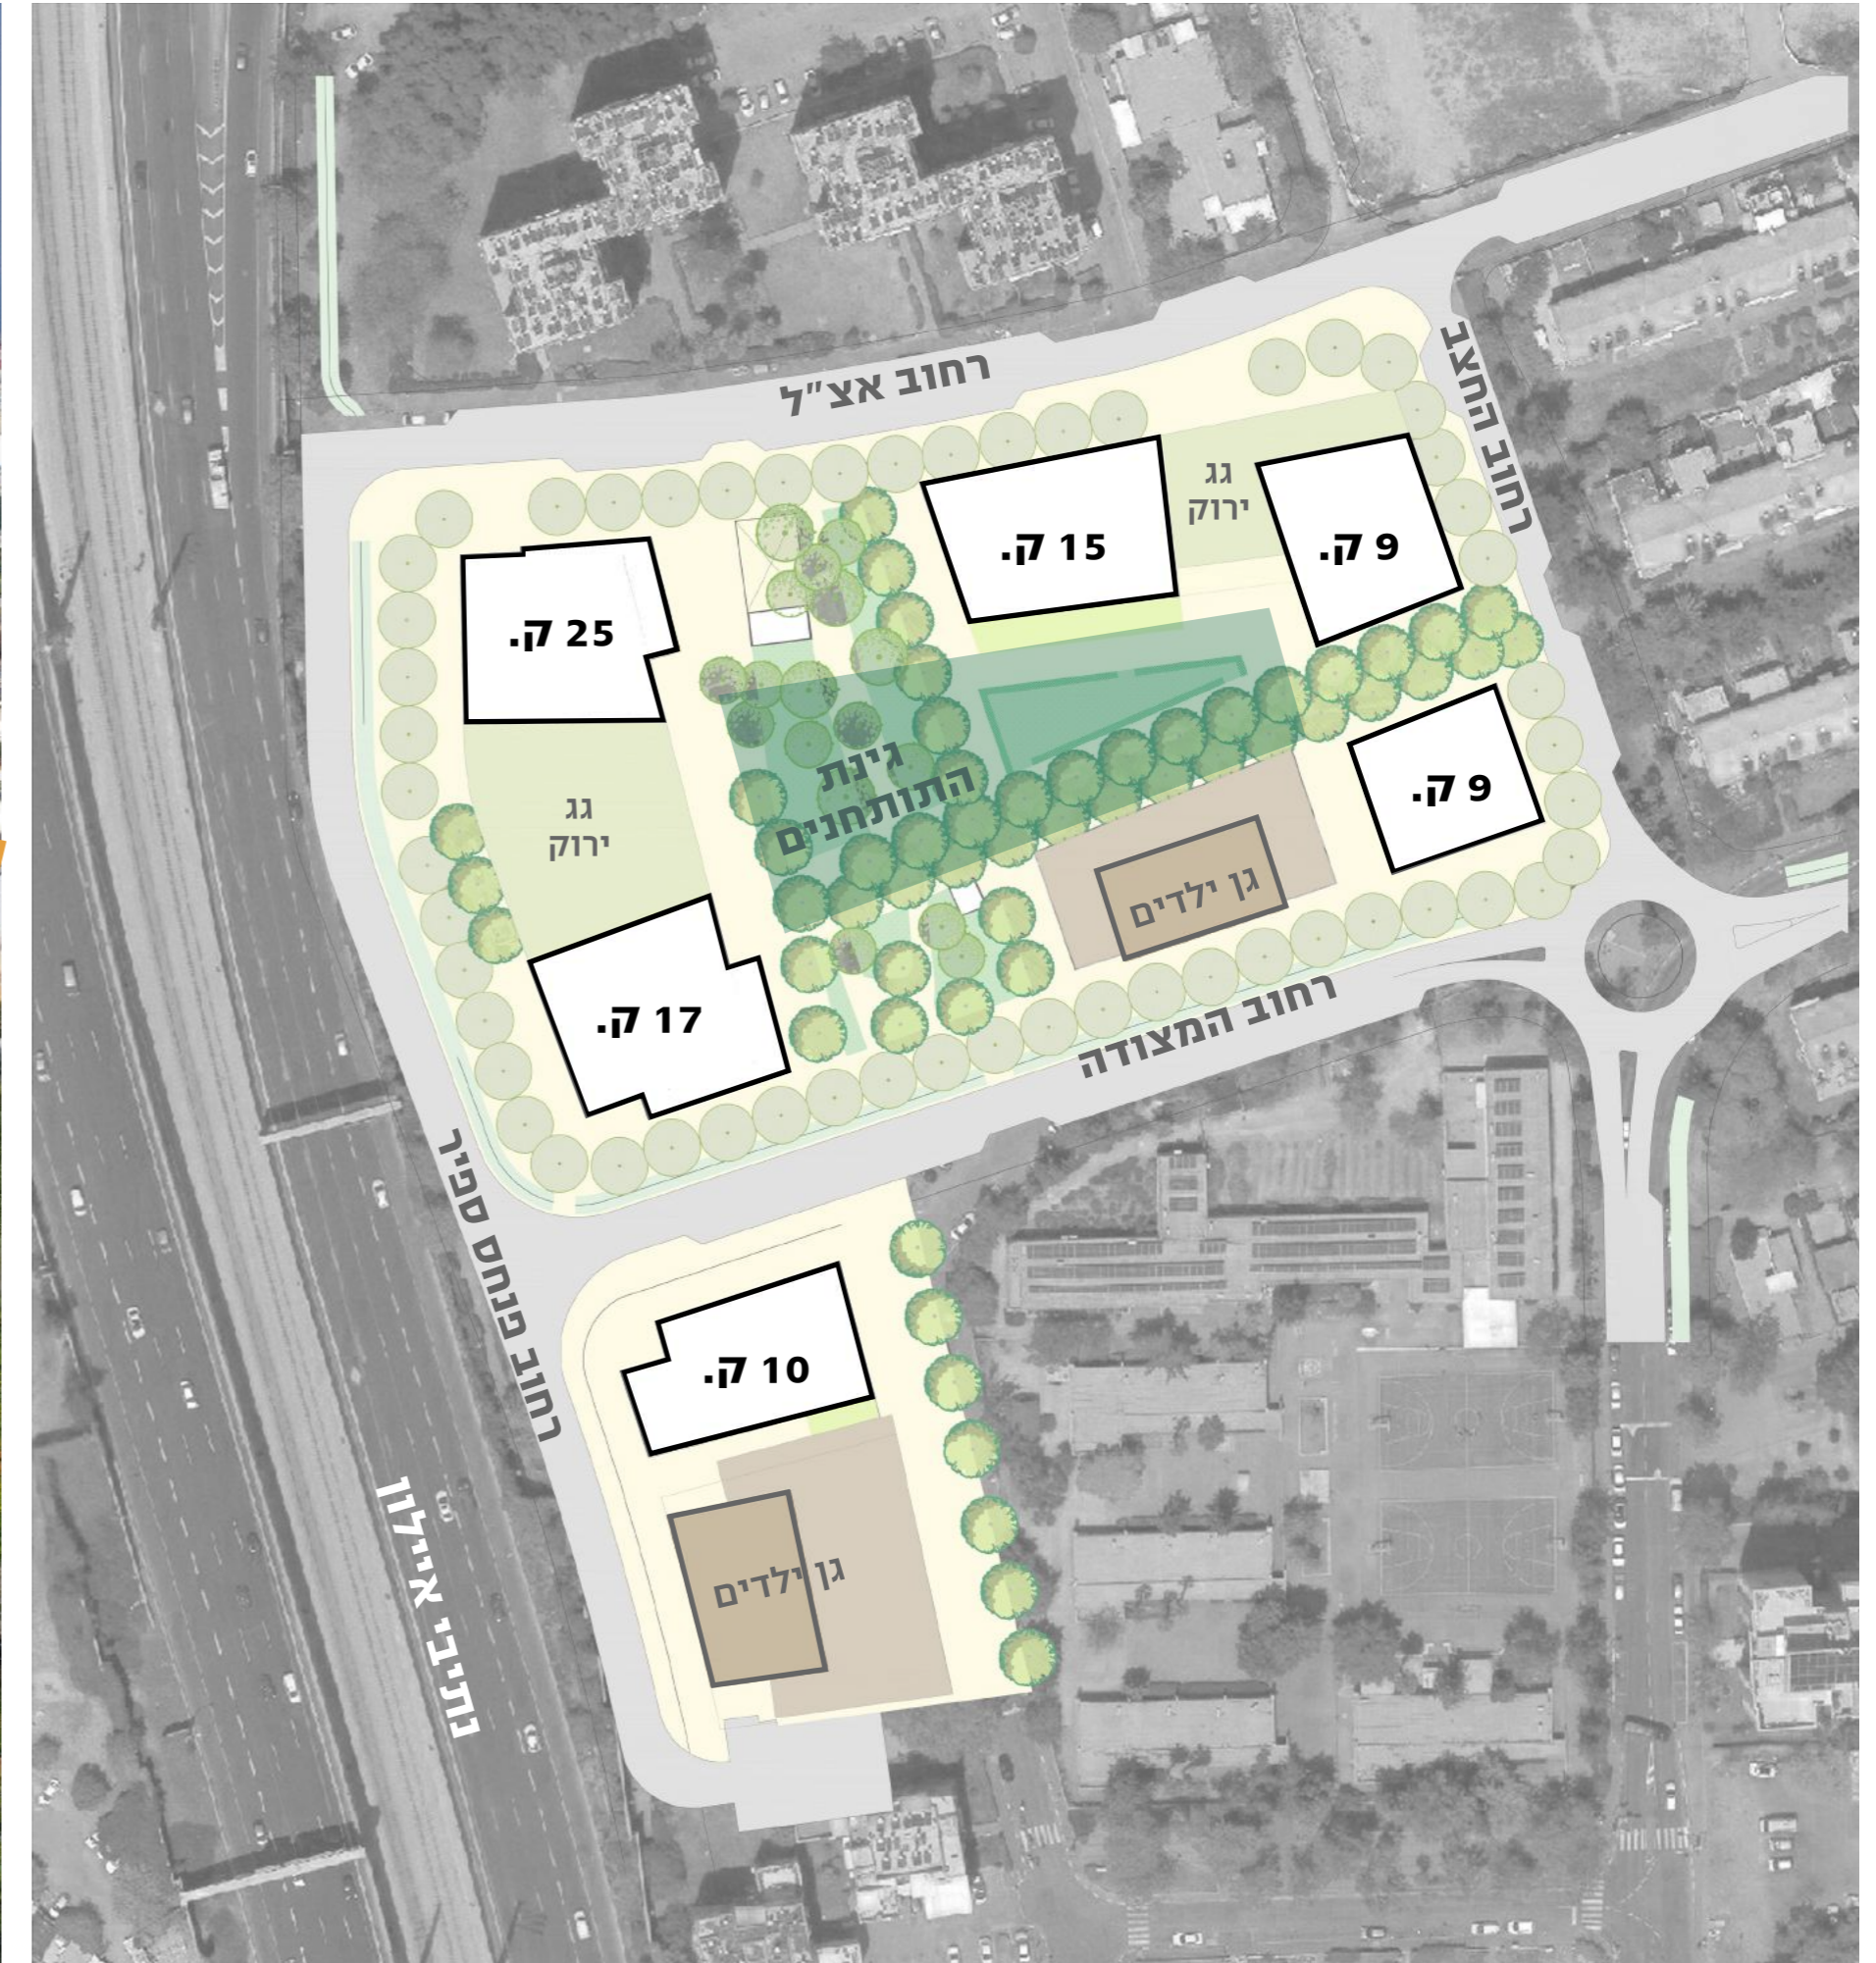 רחוב אצ"ל
רחוב החצב
גג
ירוק
15 ק.
9 ק.
25 ק.
גינת
התותחנים
9 ק.
גג
ירוק
גן ילדים
17 ק.
רחוב המצודה
רחוב פנחס ספיר
10 ק.
גן ילדים
נתיבי איילון